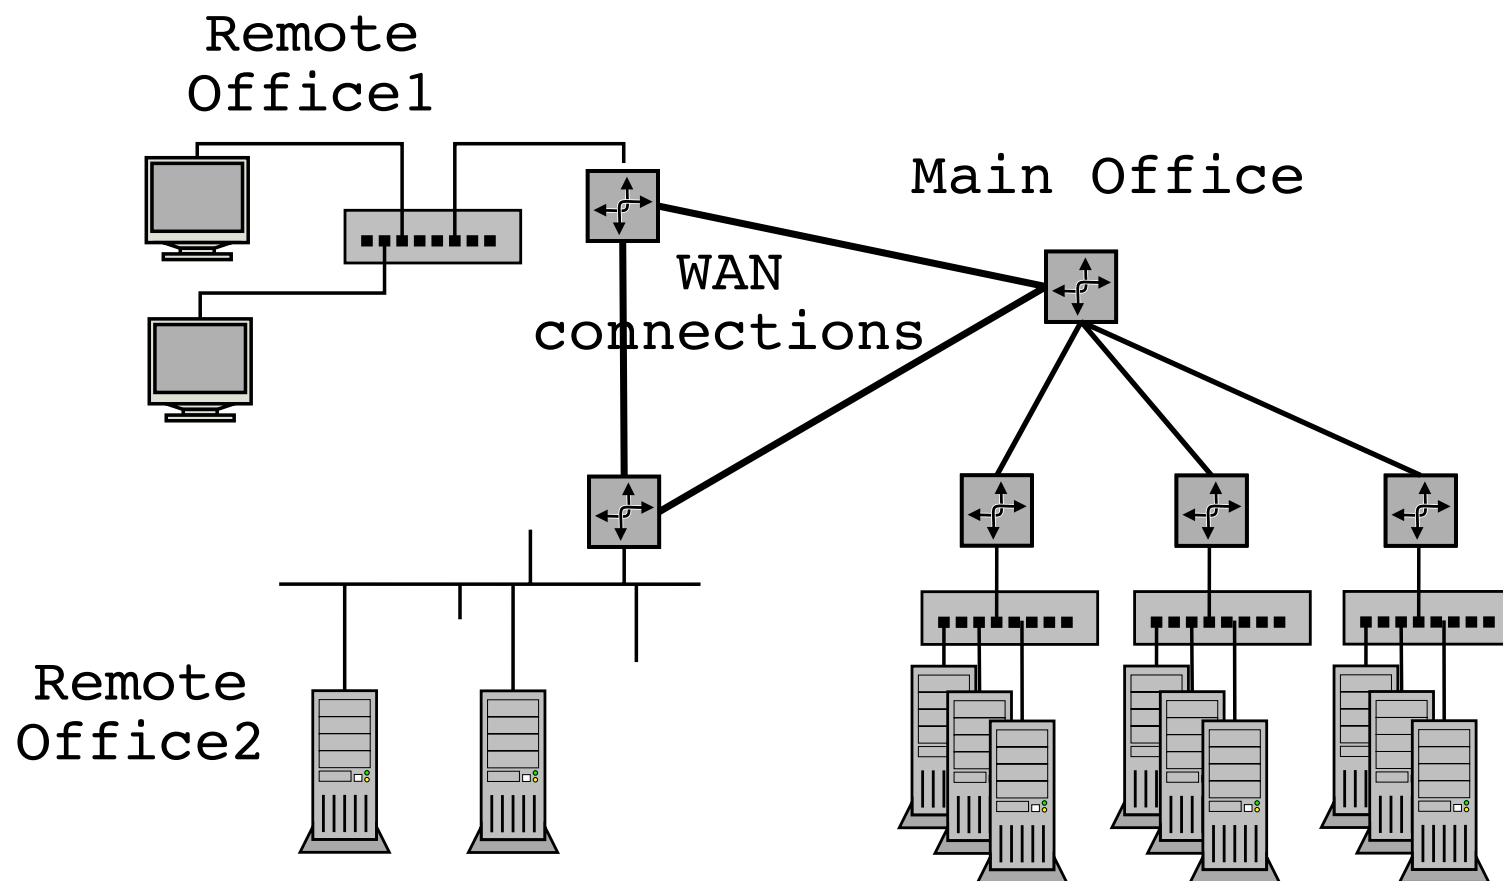 Remote
Office1
Main Office
WAN
connections
Remote
Office2